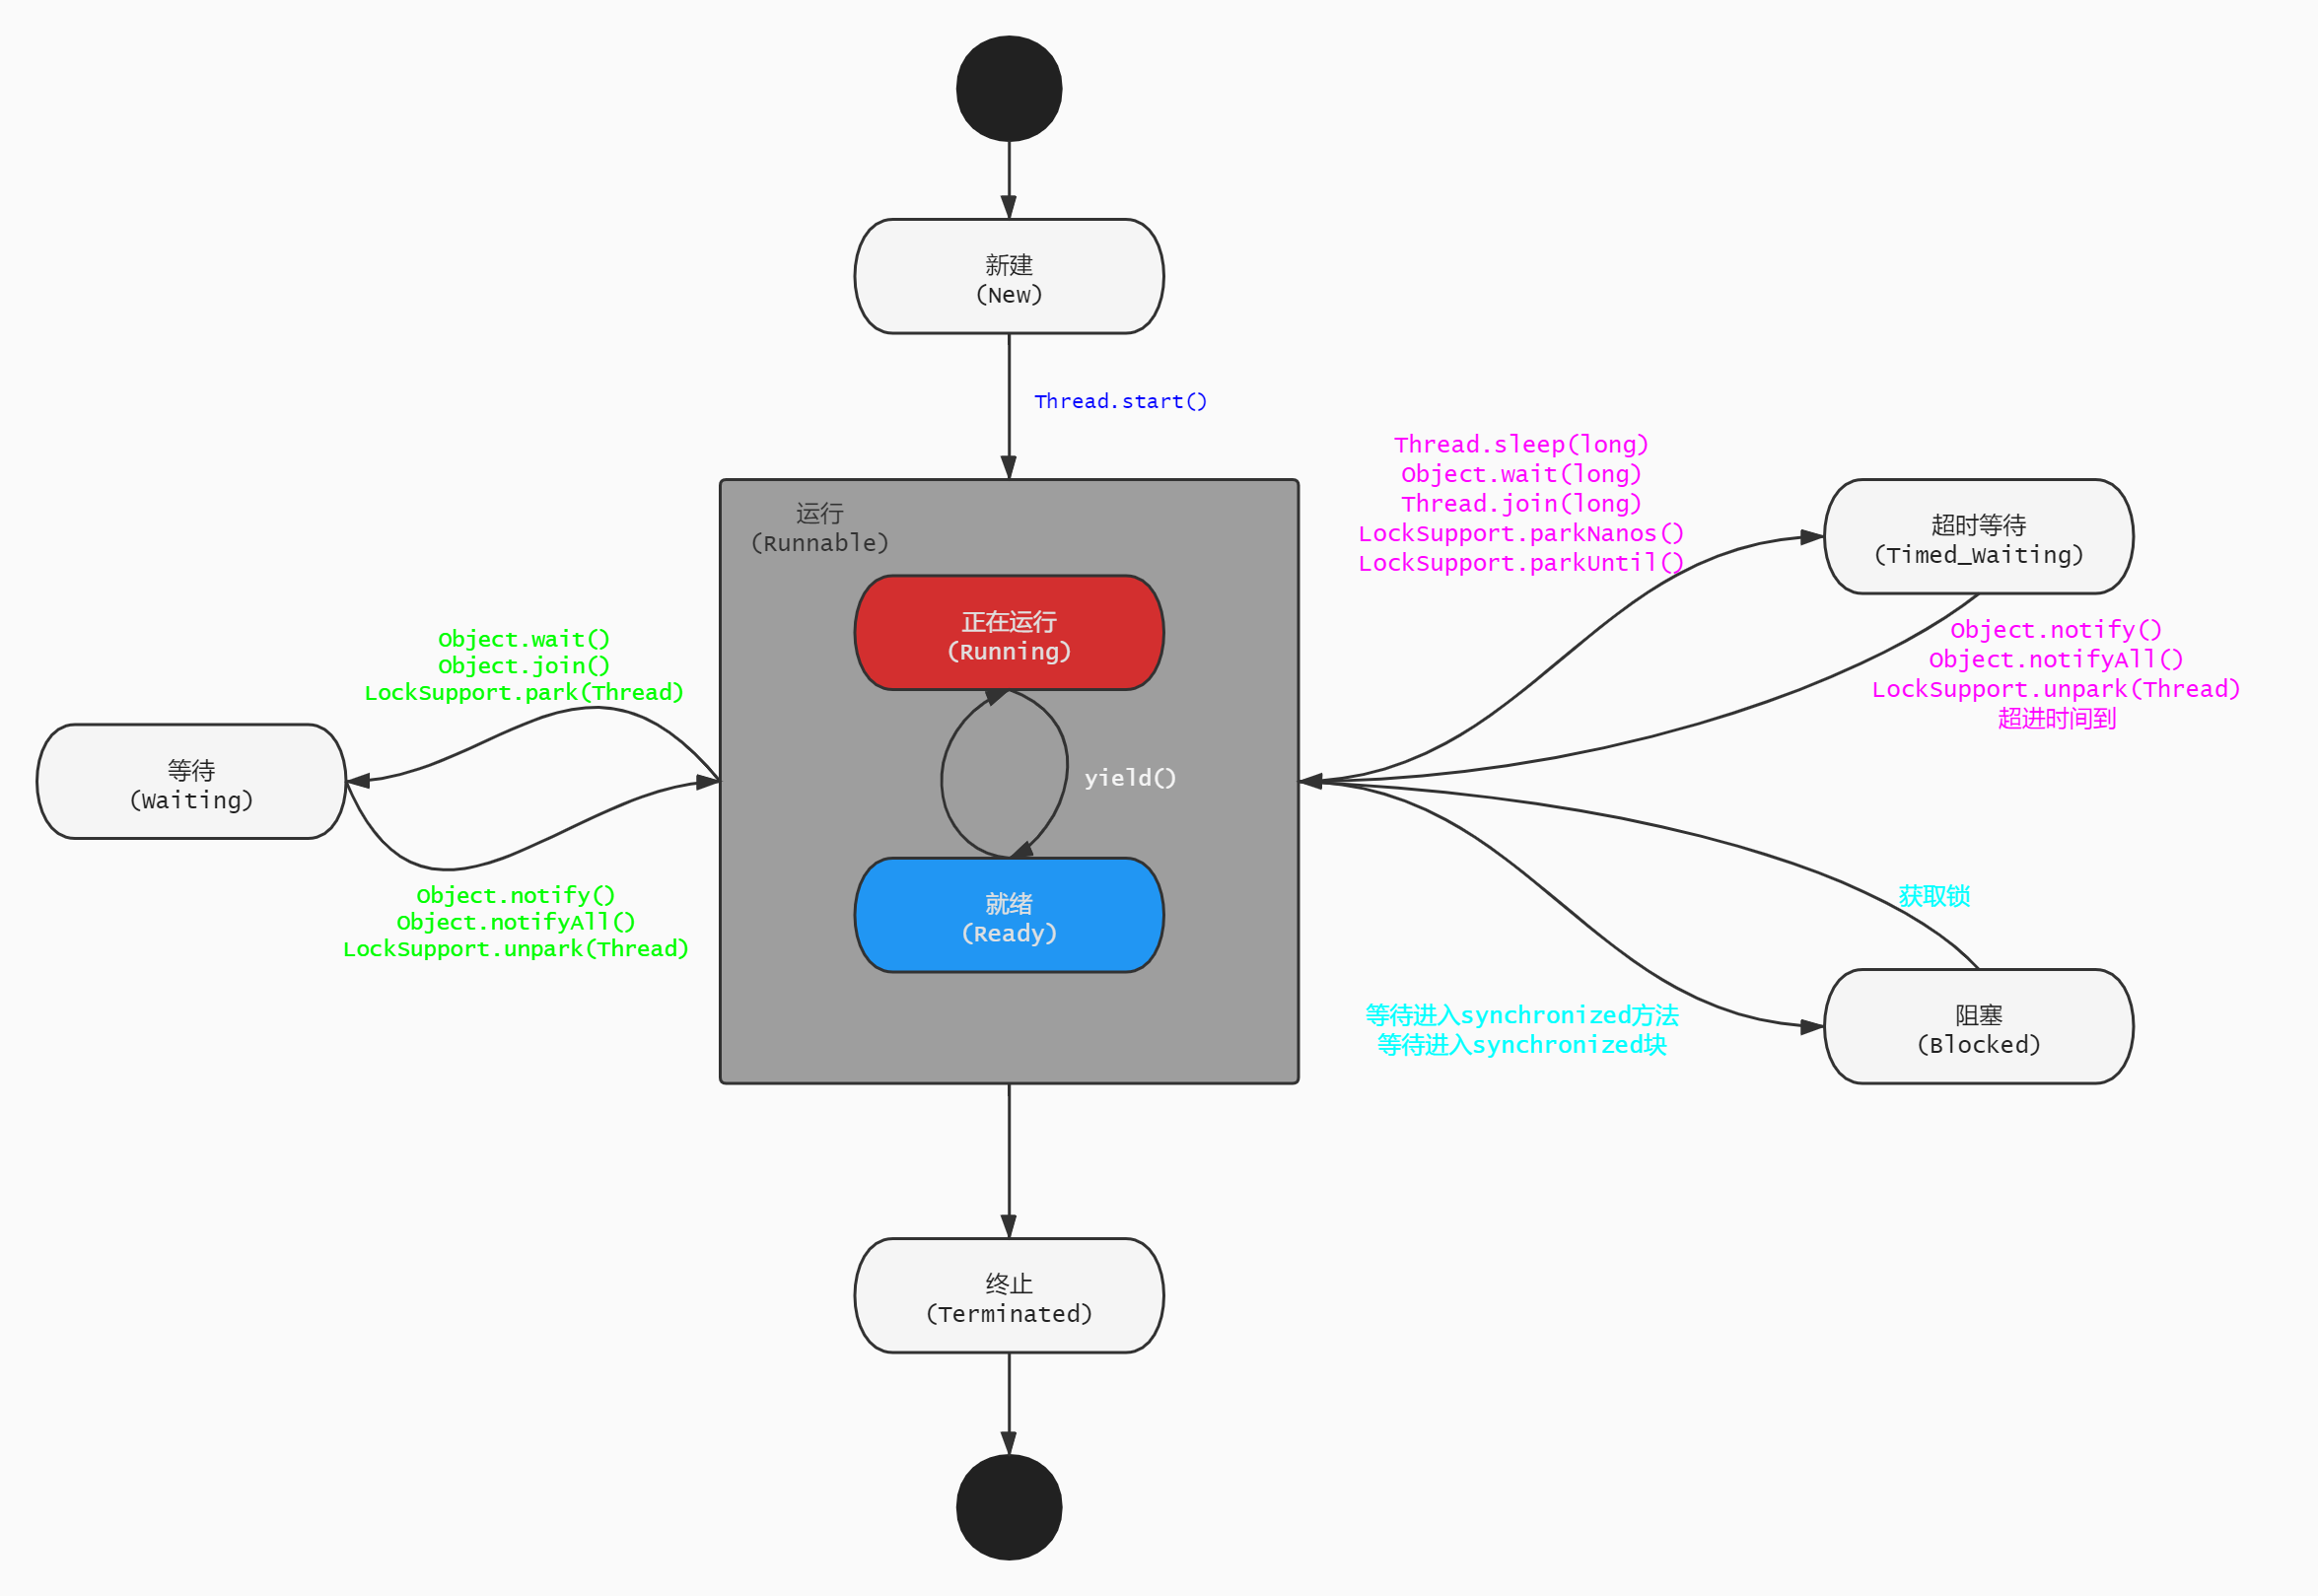 新建
(New)
Thread.start()
Thread.sleep(long)
Object.wait(long)
Thread.join(long)
LockSupport.parkNanos()
LockSupport.parkUntil()
超时等待
(Timed_Waiting)
运行
(Runnable)
正在运行
(Running)
Object.wait()
Object.join()
LockSupport.park(Thread)
Object.notify()
Object.notifyAll()
LockSupport.unpark(Thread)
超进时间到
等待
(Waiting)
yield()
Object.notify()
Object.notifyAll()
LockSupport.unpark(Thread)
就绪
(Ready)
获取锁
等待进入synchronized方法
等待进入synchronized块
阻塞
(Blocked)
终止
(Terminated)